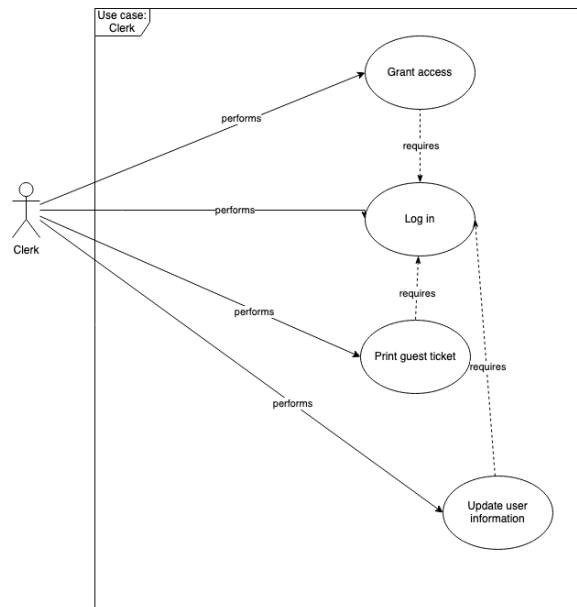 Use case:
Clerk
Grant access
performs
requires
performs
Log in
Clerk
requires
performs
Print guest ticket
requires
performs
Update user
information